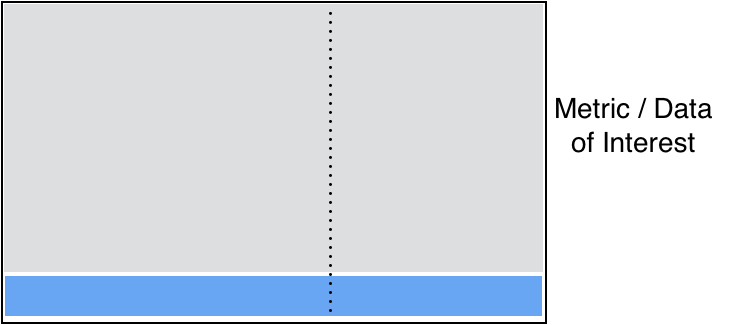 Metric / Data
of Interest